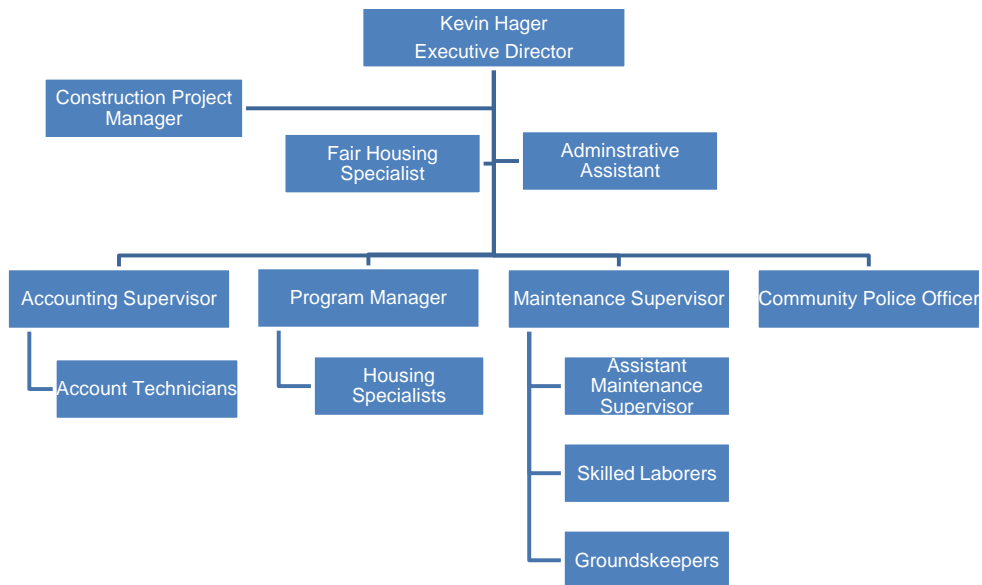 Kevin Hager
Executive Director
Construction Project
Manager
Fair Housing
Specialist
Adminstrative
Assistant
Accounting Supervisor
Program Manager
Maintenance Supervisor
Community Police Officer
Account Technicians
Housing
Specialists
Assistant
Maintenance
Supervisor
Skilled Laborers
Groundskeepers